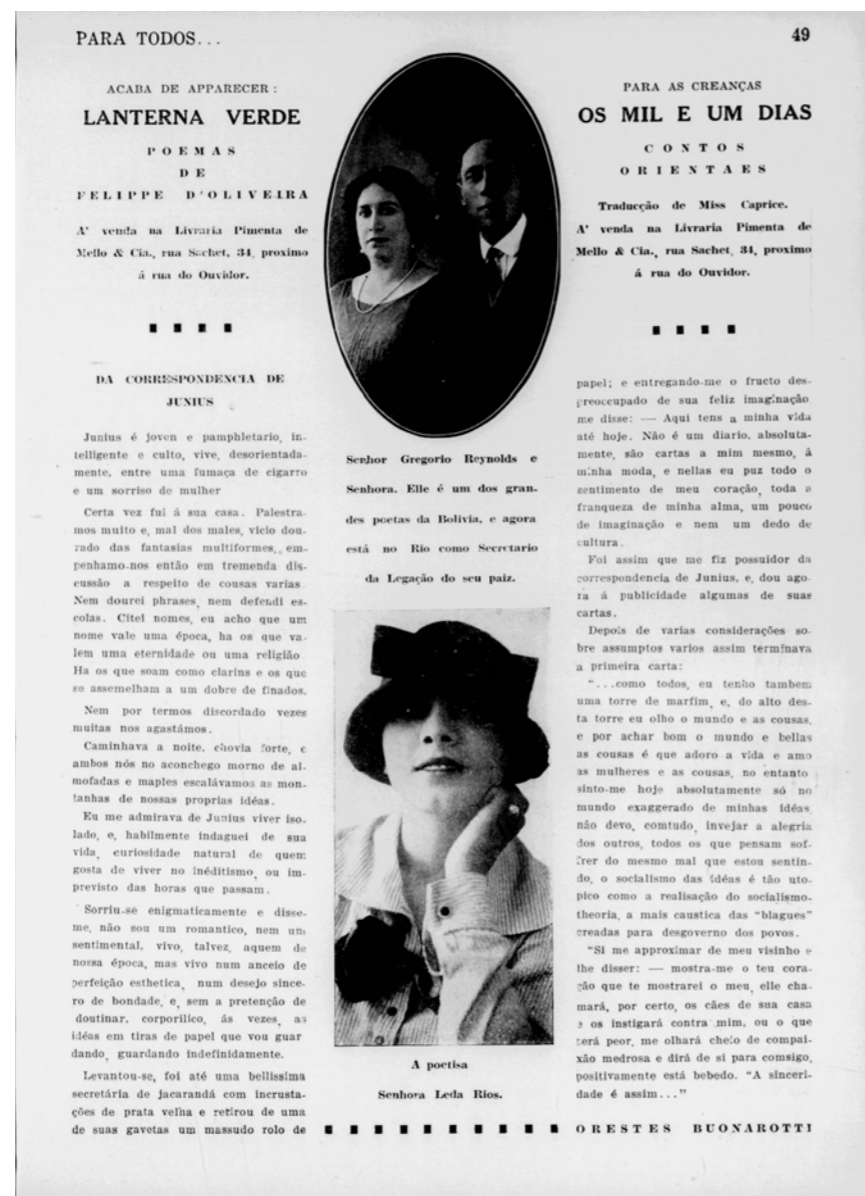 PARA TODOS...
49
ACABA DE APPARECER :
LANTERNA VERDE
POEMAS
DE
FELIPPE D'OLIVEIRA
A' venda na Livraria Pimenta de
Mello & Cia., rua Sachet, 34, proximo
á rua do Ouvidor.
DA CORRESPONDENCIA DE
JUNIUS
Junius é joven e pamphletario, in-
telligente e culto, vive, desorientada-
mente, entre uma fumaça de cigarro
e um sorriso de mulher
Certa vez fui á sua casa. Palestra-
mos muito e, mal dos males, vicio dou-
rado das fantasias multiformes, em-
penhamo-nos então em tremenda dis-
cussão a respeito de cousas varias.
Nem dourei phrases, nem defendi es-
colas. Citei nomes, eu acho que um
nome vale uma época, ha os que va-
lem uma eternidade ou uma religião
Ha os que soam como clarins e os que
se assemelham a um dobre de finados.
Nem por termos discordado vezes
muitas nos agastámos.
Caminhava a noite, chovia forte, e
ambos nós no aconchego morno de al-
mofadas e maples escalávamos as mon-
tanhas de nossas proprias idéas.
Eu me admirava de Junius viver iso-
lado, e, habilmente indaguei de sua
vida, curiosidade natural de quem
gosta de viver no inéditismo, ou im-
previsto das horas que passam.
Sorriu-se enigmaticamente e disse-
me, não sou um romantico, nem um
sentimental, vivo, talvez, aquem de
nossa época, mas vivo num anceio de
perfeição esthetica, num desejo since-
ro de bondade, e, sem a pretenção de
doutinar, corporifico, ás vezes, as
idéas em tiras de papel que vou guar
dando, guardando indefinidamente.
Levantou-se, foi até uma bellissima
secretária de jacarandá com incrusta-
ções de prata velha e retirou de uma
de suas gavetas um massudo rolo de
Senhor Gregorio Reynolds e
Senhora. Elle é um dos gran-
des poetas da Bolivia, e agora
está no Rio como Secretario
da Legação do seu paiz.
A poetisa
Senhora Leda Rios.
PARA AS CREANÇAS
OS MIL E UM DIAS
CONTOS
ORIENTAES
Traducção de Miss Caprice.
A' venda na Livraria Pimenta de
Mello & Cia., rua Sachet, 34, proximo
á rua do Ouvidor.
papel; e entregando-me o fructo des-
preoccupado de sua feliz imaginação
me disse: — Aqui tens a minha vida
até hoje. Não é um diario, absoluta-
mente, são cartas a mim mesmo, á
minha moda, e nellas eu puz todo o
sentimento de meu coração, toda a
franqueza de minha alma, um pouco
de imaginação e nem um dedo de
cultura.
Foi assim que me fiz possuidor da
correspondencia de Junius, e, dou ago-
ra á publicidade algumas de suas
cartas.
Depois de varias considerações so-
bre assumptos varios assim terminava
a primeira carta:
"...como todos, eu tenho tambem
uma torre de marfim, e, do alto des-
ta torre eu olho o mundo e as cousas,
e por achar bom o mundo e bellas
as cousas é que adoro a vida e amo
as mulheres e as cousas, no entanto
sinto-me hoje absolutamente só no
mundo exaggerado de minhas idéas,
não devo, comtudo, invejar a alegria
dos outros, todos os que pensam sof-
frer do mesmo mal que estou sentin-
do, o socialismo das idéas é tão uto-
pico como a realisação do socialismo-
theoria, a mais caustica das "blagues"
creadas para desgoverno dos povos.
"Si me approximar de meu visinho e
lhe disser: — mostra-me o teu cora-
ção que te mostrarei o meu, elle cha-
mará, por certo, os cães de sua casa
e os instigará contra mim, ou o que
será peor, me olhará cheio de compai-
xão medrosa e dirá de si para comsigo,
positivamente está bebedo. "A sinceri-
dade é assim..."
ORESTES BUONAROTTI